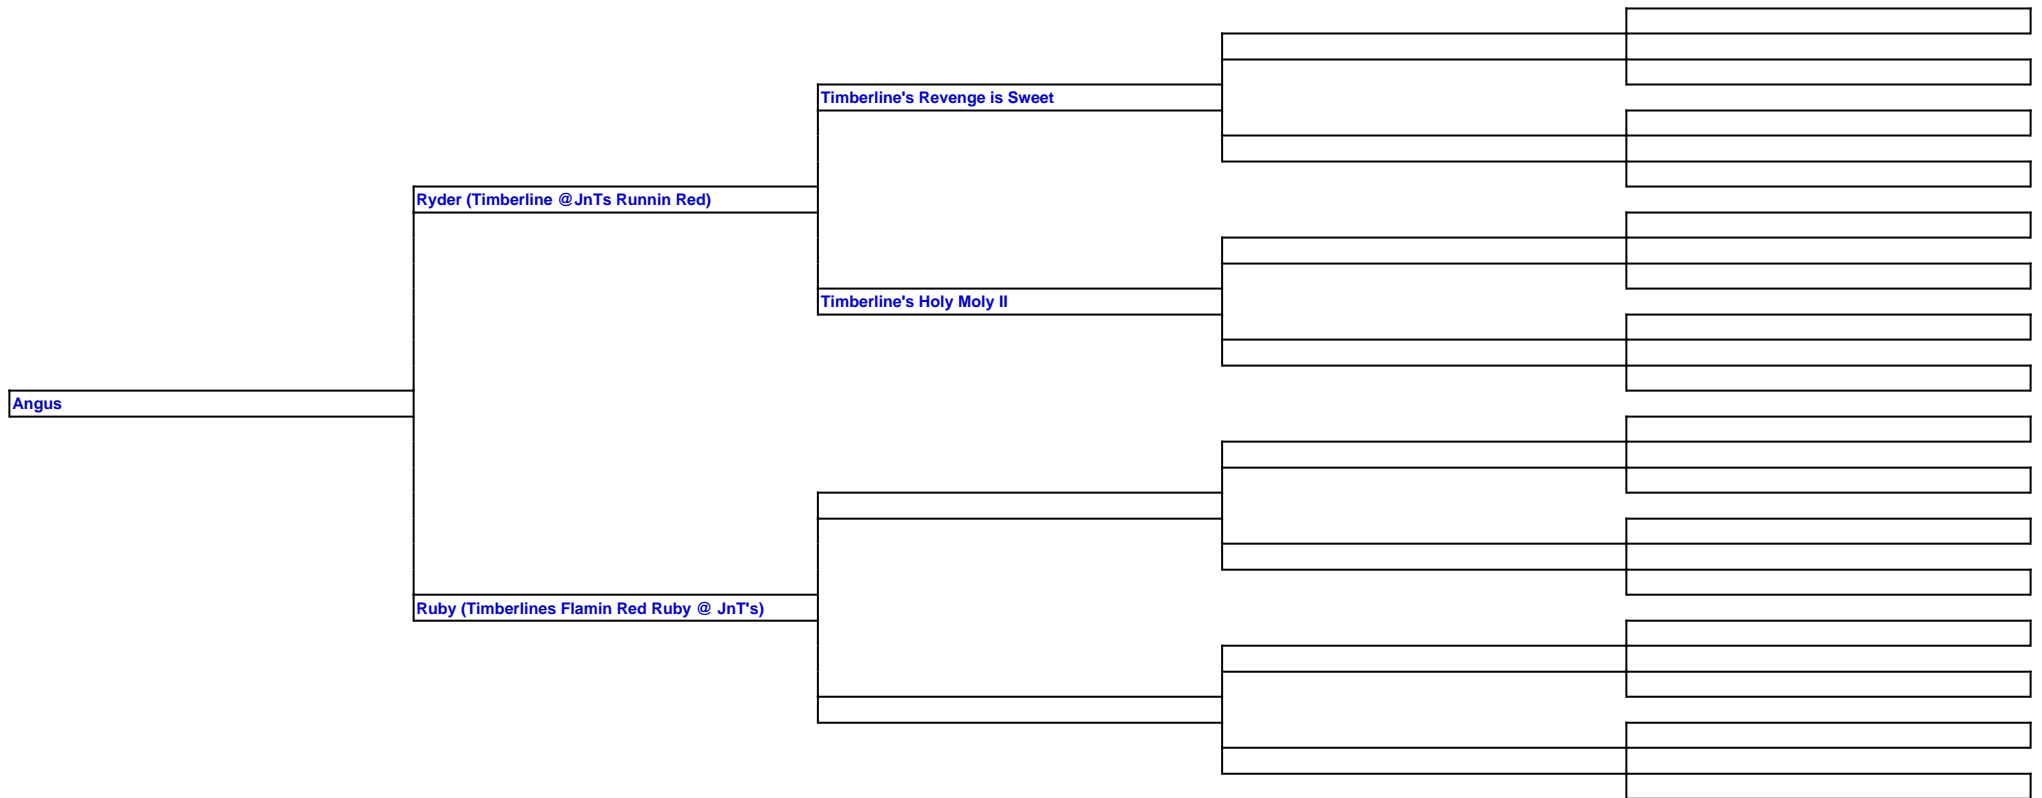 Timberline's Revenge is Sweet
Ryder (Timberline @JnTs Runnin Red)
Timberline's Holy Moly II
Angus
Ruby (Timberlines Flamin Red Ruby @ JnT's)